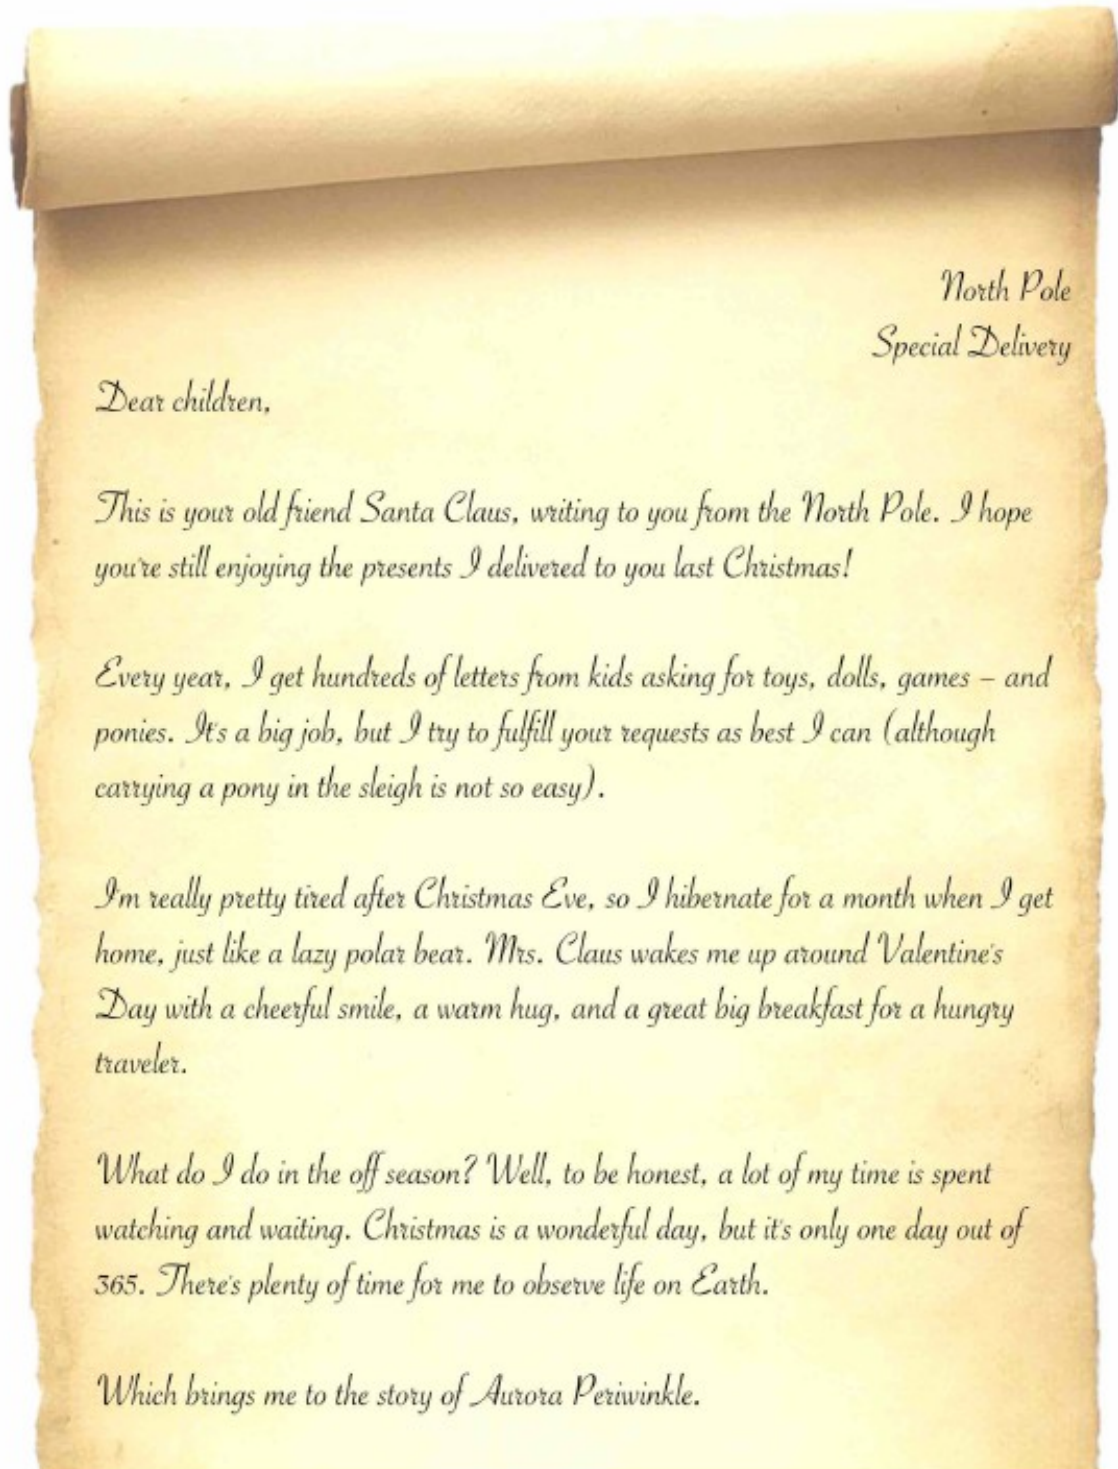 North Pole
Special Delivery
Dear children,
This is your old friend Santa Claus, writing to you from the North Pole. I hope
you're still enjoying the presents I delivered to you last Christmas!
Every year, I get hundreds of letters from kids asking for toys, dolls, games – and
ponies. It's a big job, but I try to fulfill your requests as best I can (although
carrying a pony in the sleigh is not so easy).
I'm really pretty tired after Christmas Eve, so I hibernate for a month when I get
home, just like a lazy polar bear. Mrs. Claus wakes me up around Valentine's
Day with a cheerful smile, a warm hug, and a great big breakfast for a hungry
traveler.
What do I do in the off season? Well, to be honest, a lot of my time is spent
watching and waiting. Christmas is a wonderful day, but it's only one day out of
365. There's plenty of time for me to observe life on Earth.
Which brings me to the story of Aurora Periwinkle.